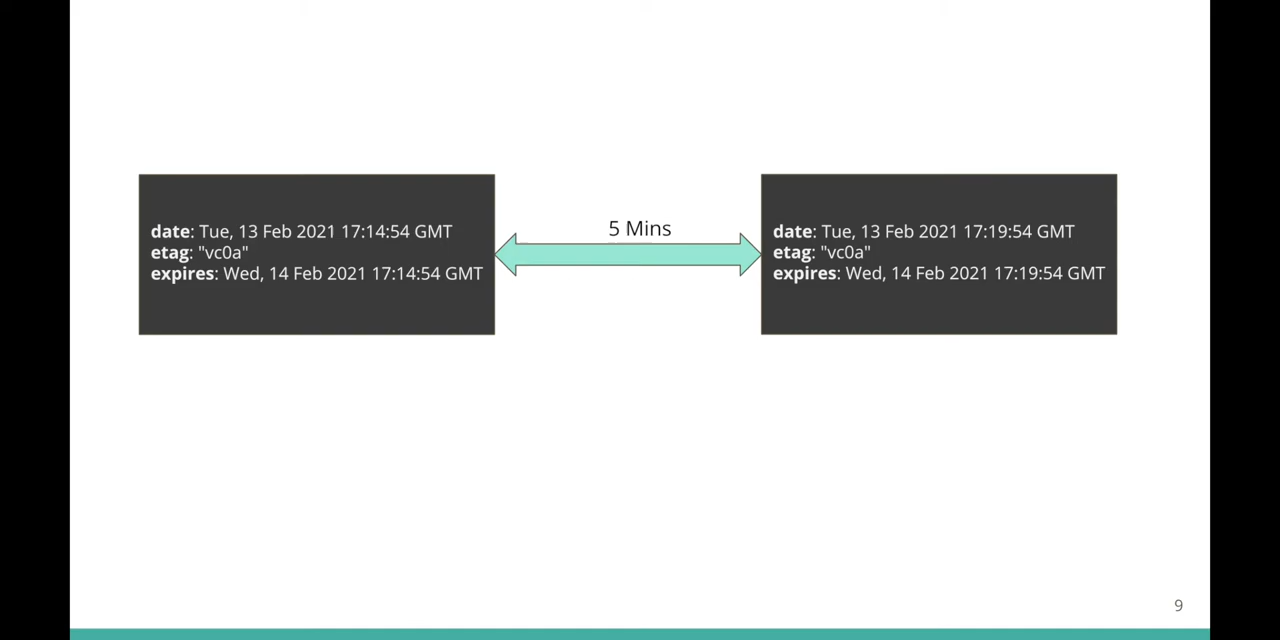 date: Tue, 13 Feb 2021 17:14:54 GMT
etag: "vc0a"
expires: Wed, 14 Feb 2021 17:14:54 GMT
5 Mins
date: Tue, 13 Feb 2021 17:19:54 GMT
etag: "vc0a"
expires: Wed, 14 Feb 2021 17:19:54 GMT
9